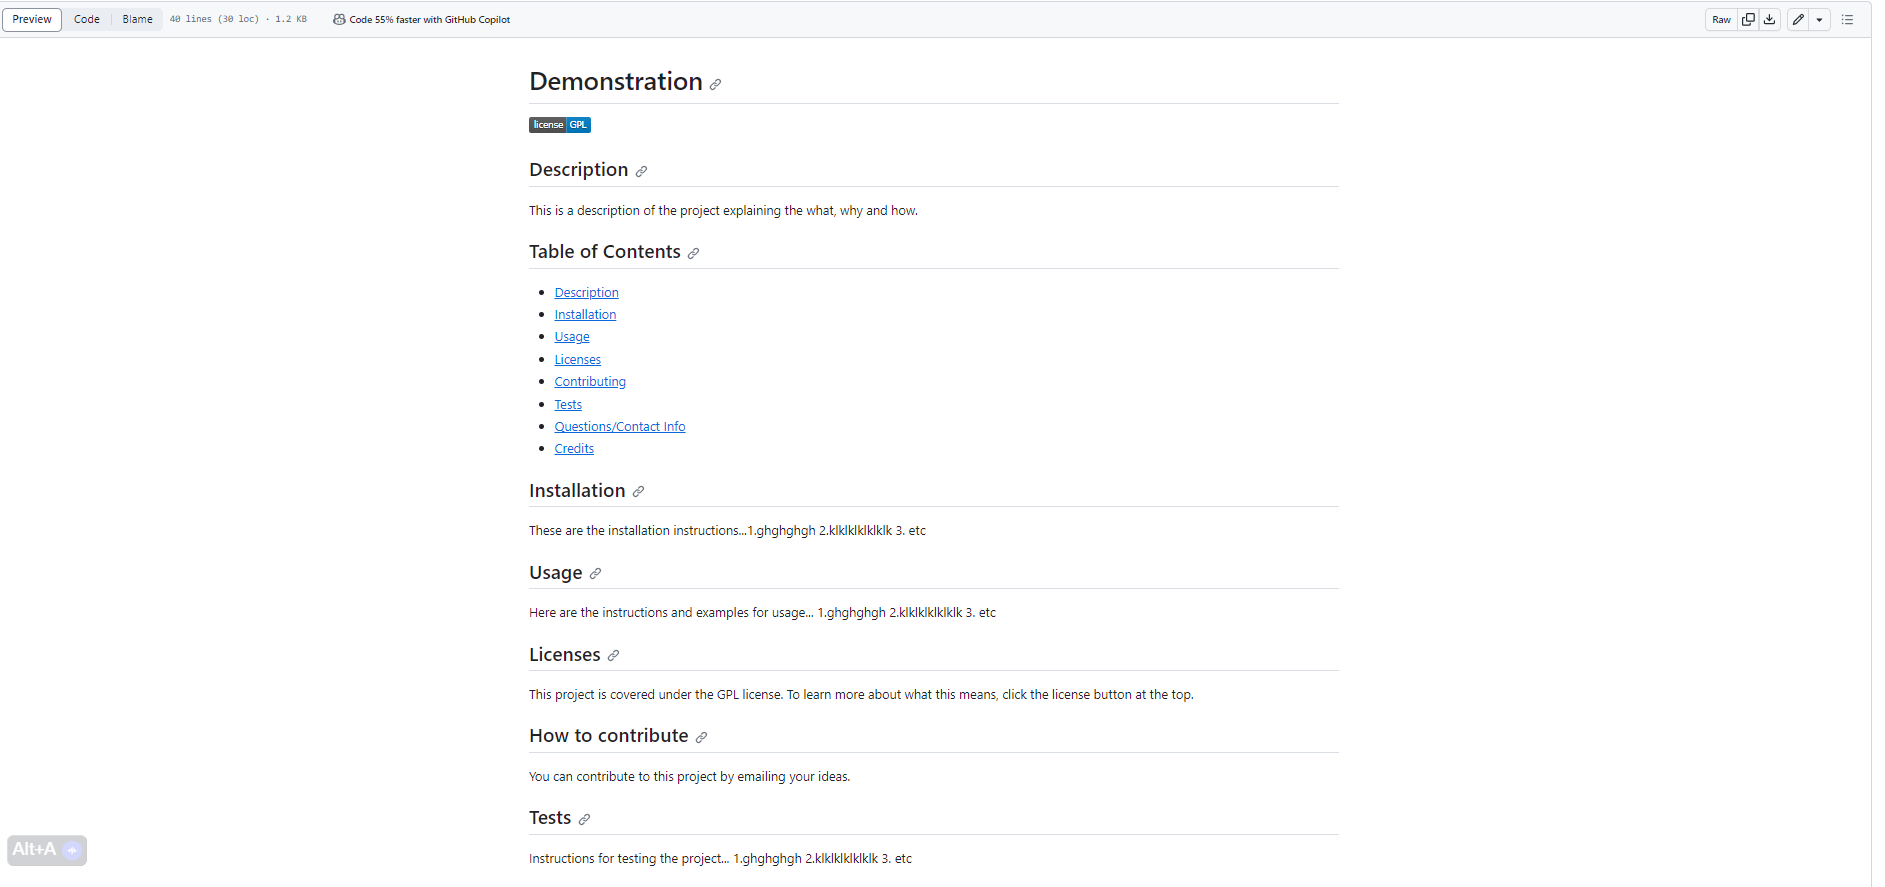 Preview Code Blame 40 lines (30 loc) · 1.2 KB Code 55% faster with GitHub Copilot Raw
Demonstration
license GPL
Description
This is a description of the project explaining the what, why and how.
Table of Contents
• Description
• Installation
• Usage
• Licenses
• Contributing
• Tests
• Questions/Contact Info
• Credits
Installation
These are the installation instructions...1.ghghghgh 2.klklklklklklk 3. etc
Usage
Here are the instructions and examples for usage... 1.ghghghgh 2.klklklklklklk 3. etc
Licenses
This project is covered under the GPL license. To learn more about what this means, click the license button at the top.
How to contribute
You can contribute to this project by emailing your ideas.
Tests
Alt+A
Instructions for testing the project... 1.ghghghgh 2.klklklklklklk 3. etc